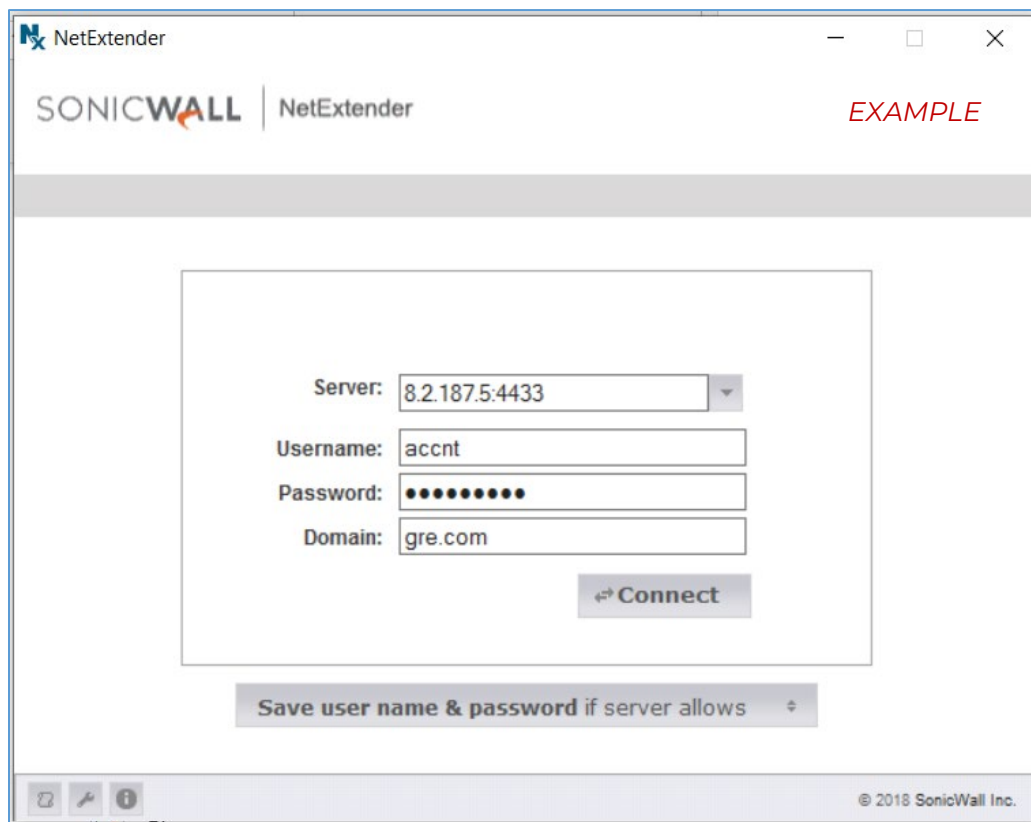 NetExtender
SONICWALL NetExtender EXAMPLE
Server: 8.2.187.5:4433
Username: accnt
Password: •••••••••
Domain: gre.com
Connect
Save user name & password if server allows
© 2018 SonicWall Inc.